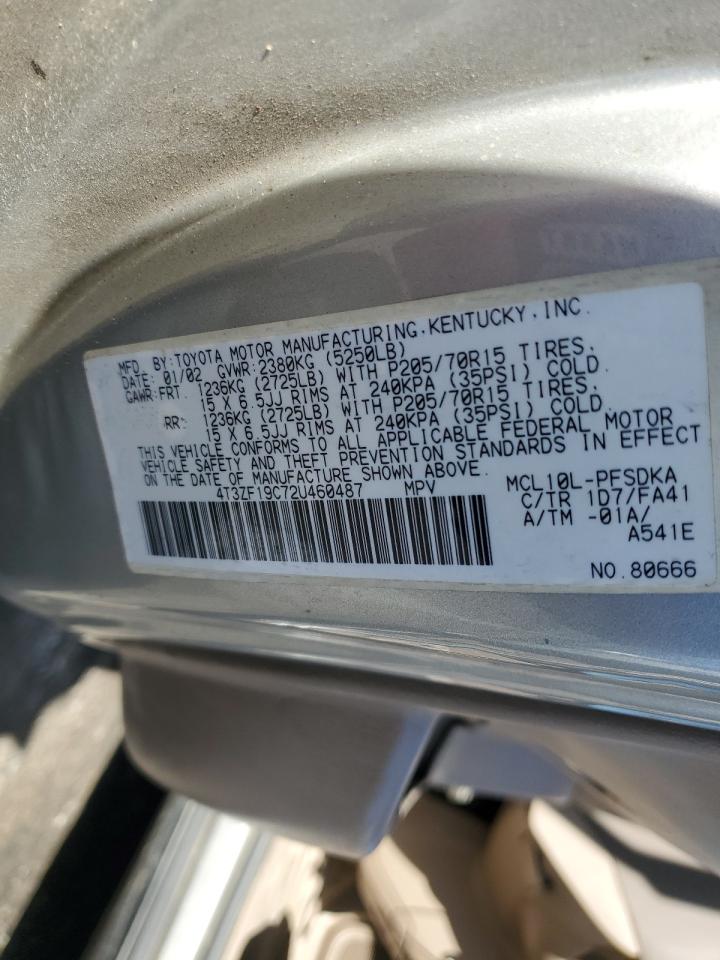 MFD. BY:TOYOTA MOTOR MANUFACTURING,KENTUCKY,INC.
DATE: 01/02 GVWR:2380KG (5250LB)
GAWR:FRT. 1236KG (2725LB) WITH P205/70R15 TIRES,
15 X 6.5JJ RIMS AT 240KPA (35PSI) COLD.
RR: 1236KG (2725LB) WITH P205/70R15 TIRES,
15 X 6.5JJ RIMS AT 240KPA (35PSI) COLD.
THIS VEHICLE CONFORMS TO ALL APPLICABLE FEDERAL MOTOR
VEHICLE SAFETY AND THEFT PREVENTION STANDARDS IN EFFECT
ON THE DATE OF MANUFACTURE SHOWN ABOVE.
4T3ZF19C72U460487 MPV
MCL10L-PFSDKA
C/TR 1D7/FA41
A/TM -01A/
A541E
NO.80666